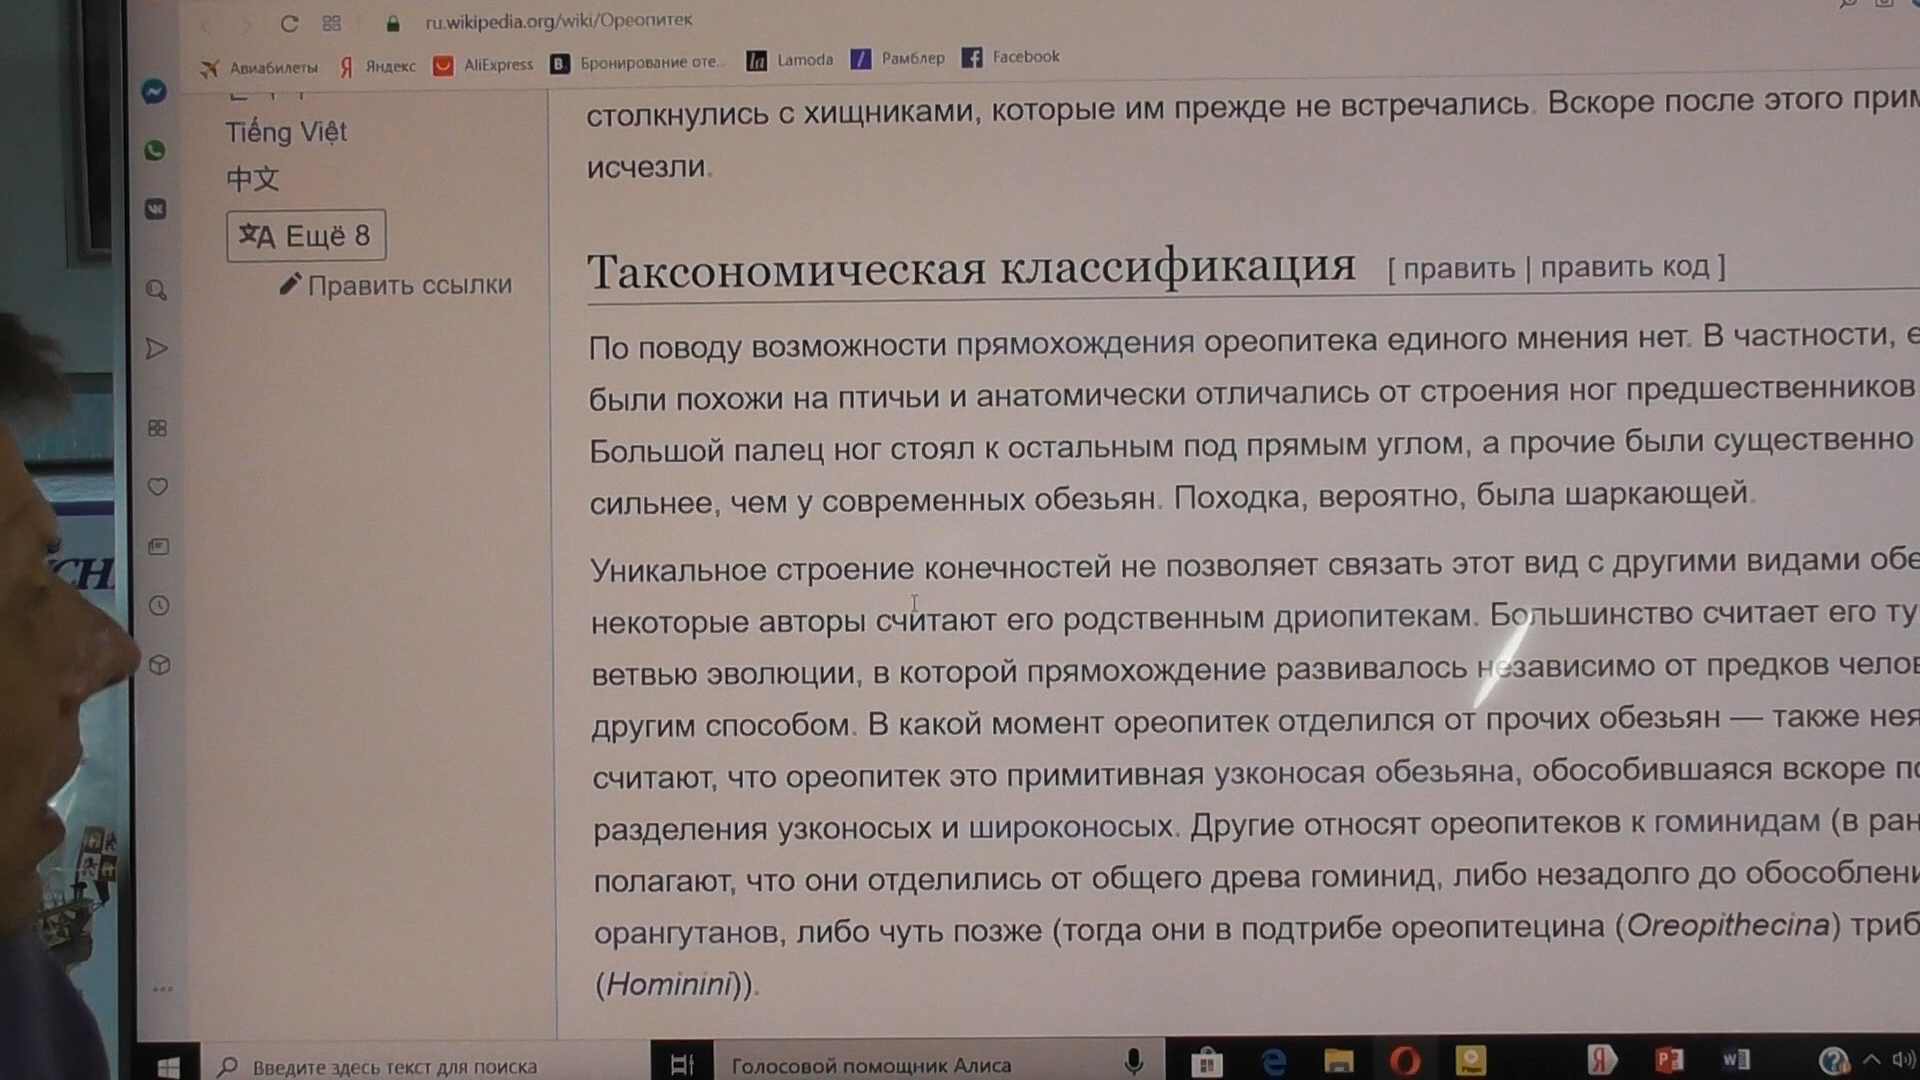 ru.wikipedia.org/wiki/Ореопитек
Авиабилеты Яндекс AliExpress Бронирование оте... Lamoda Рамблер Facebook
Tiếng Việt
中文
Ещё 8
Править ссылки
столкнулись с хищниками, которые им прежде не встречались. Вскоре после этого
исчезли.
Таксономическая классификация [ править | править код ]
По поводу возможности прямохождения ореопитека единого мнения нет. В частности,
были похожи на птичьи и анатомически отличались от строения ног предшественников
Большой палец ног стоял к остальным под прямым углом, а прочие были существенно
сильнее, чем у современных обезьян. Походка, вероятно, была шаркающей.
Уникальное строение конечностей не позволяет связать этот вид с другими видами
некоторые авторы считают его родственным дриопитекам. Большинство считает его
ветвью эволюции, в которой прямохождение развивалось независимо от предков
другим способом. В какой момент ореопитек отделился от прочих обезьян — также
считают, что ореопитек это примитивная узконосая обезьяна, обособившаяся вскоре
разделения узконосых и широконосых. Другие относят ореопитеков к гоминидам (в
полагают, что они отделились от общего древа гоминид, либо незадолго до
орангутанов, либо чуть позже (тогда они в подтрибе ореопитецина (Oreopithecina)
(Hominini)).
Введите здесь текст для поиска
Голосовой помощник Алиса